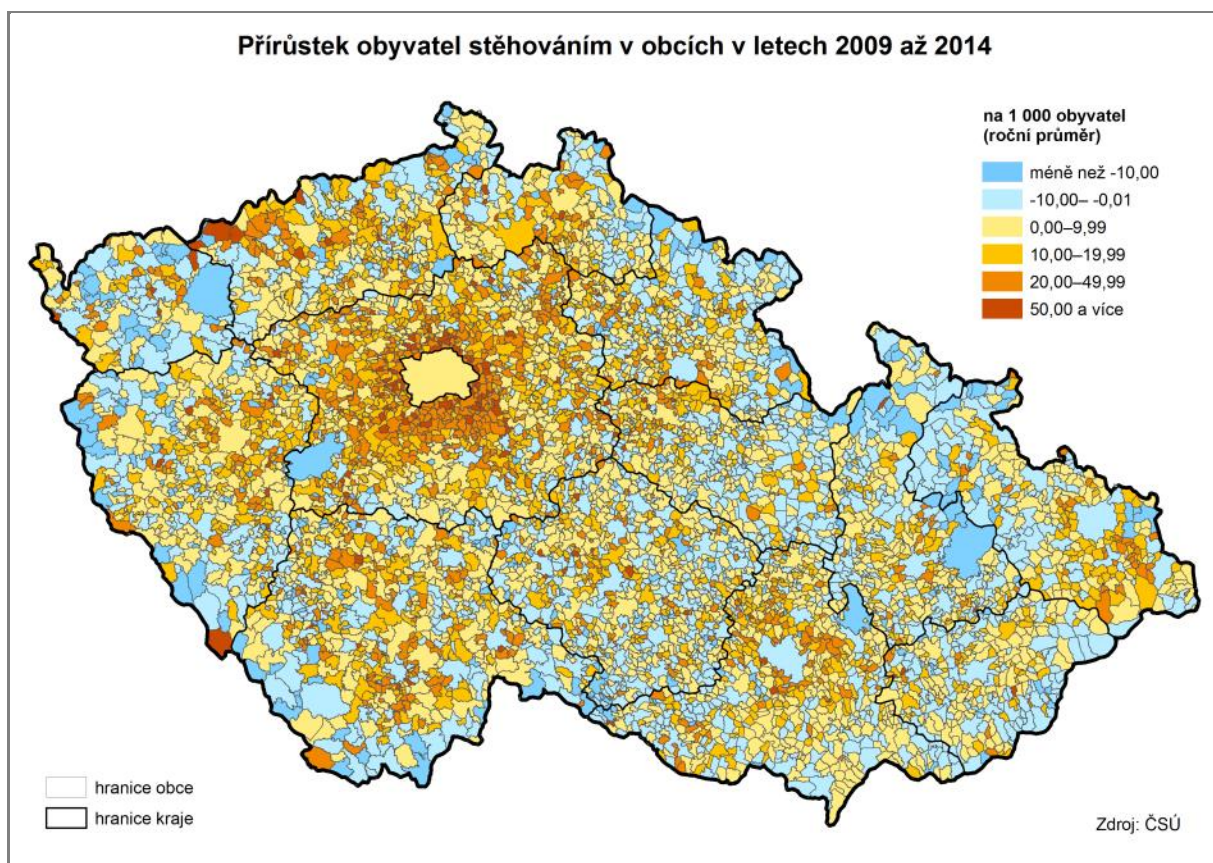 Přírůstek obyvatel stěhováním v obcích v letech 2009 až 2014
na 1 000 obyvatel
(roční průměr)
méně než -10,00
-10,00– -0,01
0,00–9,99
10,00–19,99
20,00–49,99
50,00 a více
hranice obce
hranice kraje
Zdroj: ČSÚ